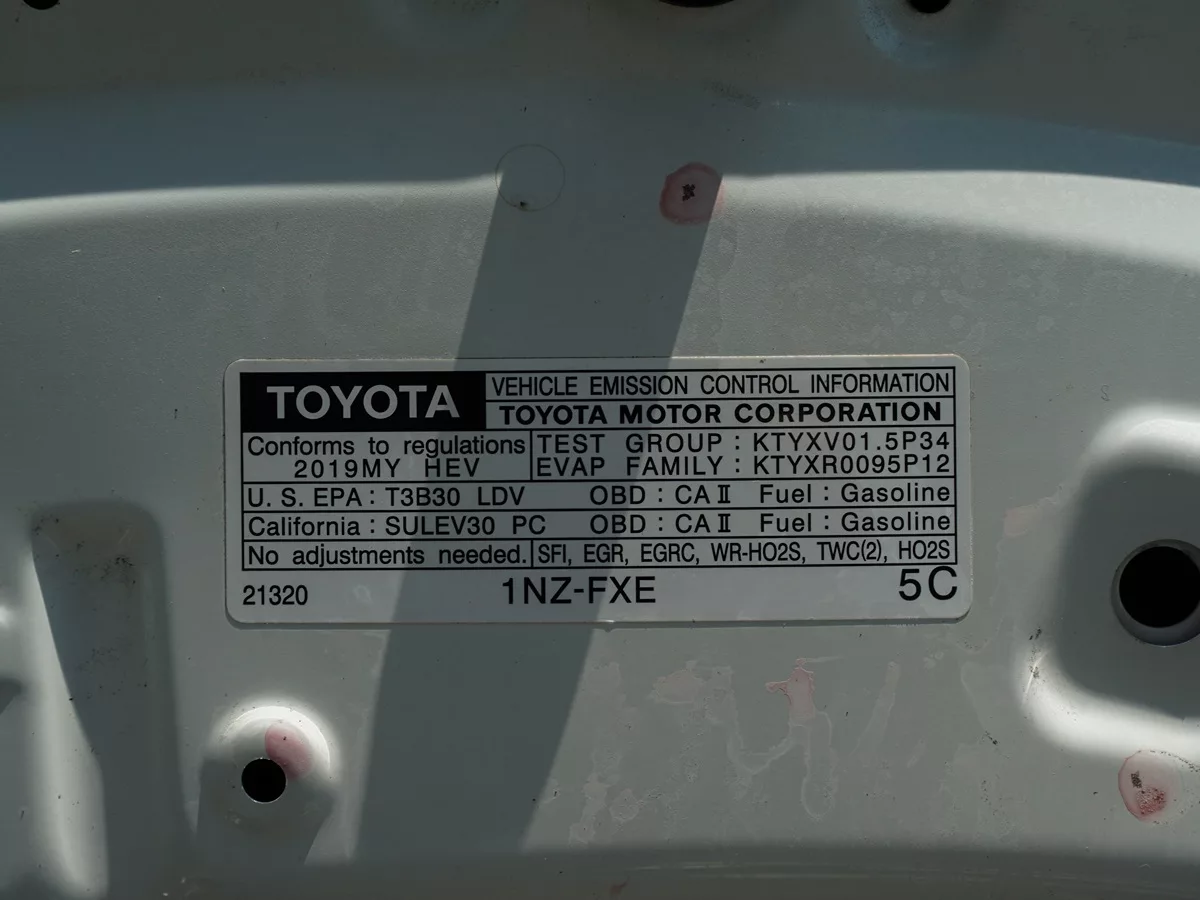 TOYOTA VEHICLE EMISSION CONTROL INFORMATION
TOYOTA MOTOR CORPORATION
Conforms to regulations TEST GROUP : KTYXV01.5P34
2019MY HEV EVAP FAMILY : KTYXR0095P12
U. S. EPA : T3B30 LDV OBD : CA II Fuel : Gasoline
California : SULEV30 PC OBD : CA II Fuel : Gasoline
No adjustments needed. SFI, EGR, EGRC, WR-HO2S, TWC(2), HO2S
21320 1NZ-FXE 5C